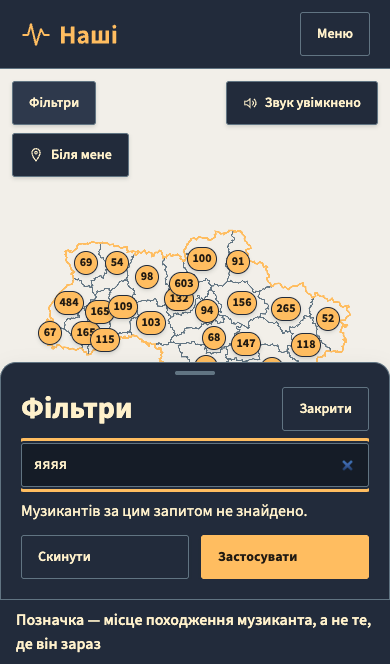 Наші
Меню
Фільтри
Звук увімкнено
Біля мене
100
91
69
54
98
603
132
484
165
109
94
156
265
52
103
67
165
115
68
147
118
Фільтри
Закрити
яяяя
Музикантів за цим запитом не знайдено.
Скинути
Застосувати
Позначка — місце походження музиканта, а не те,
де він зараз